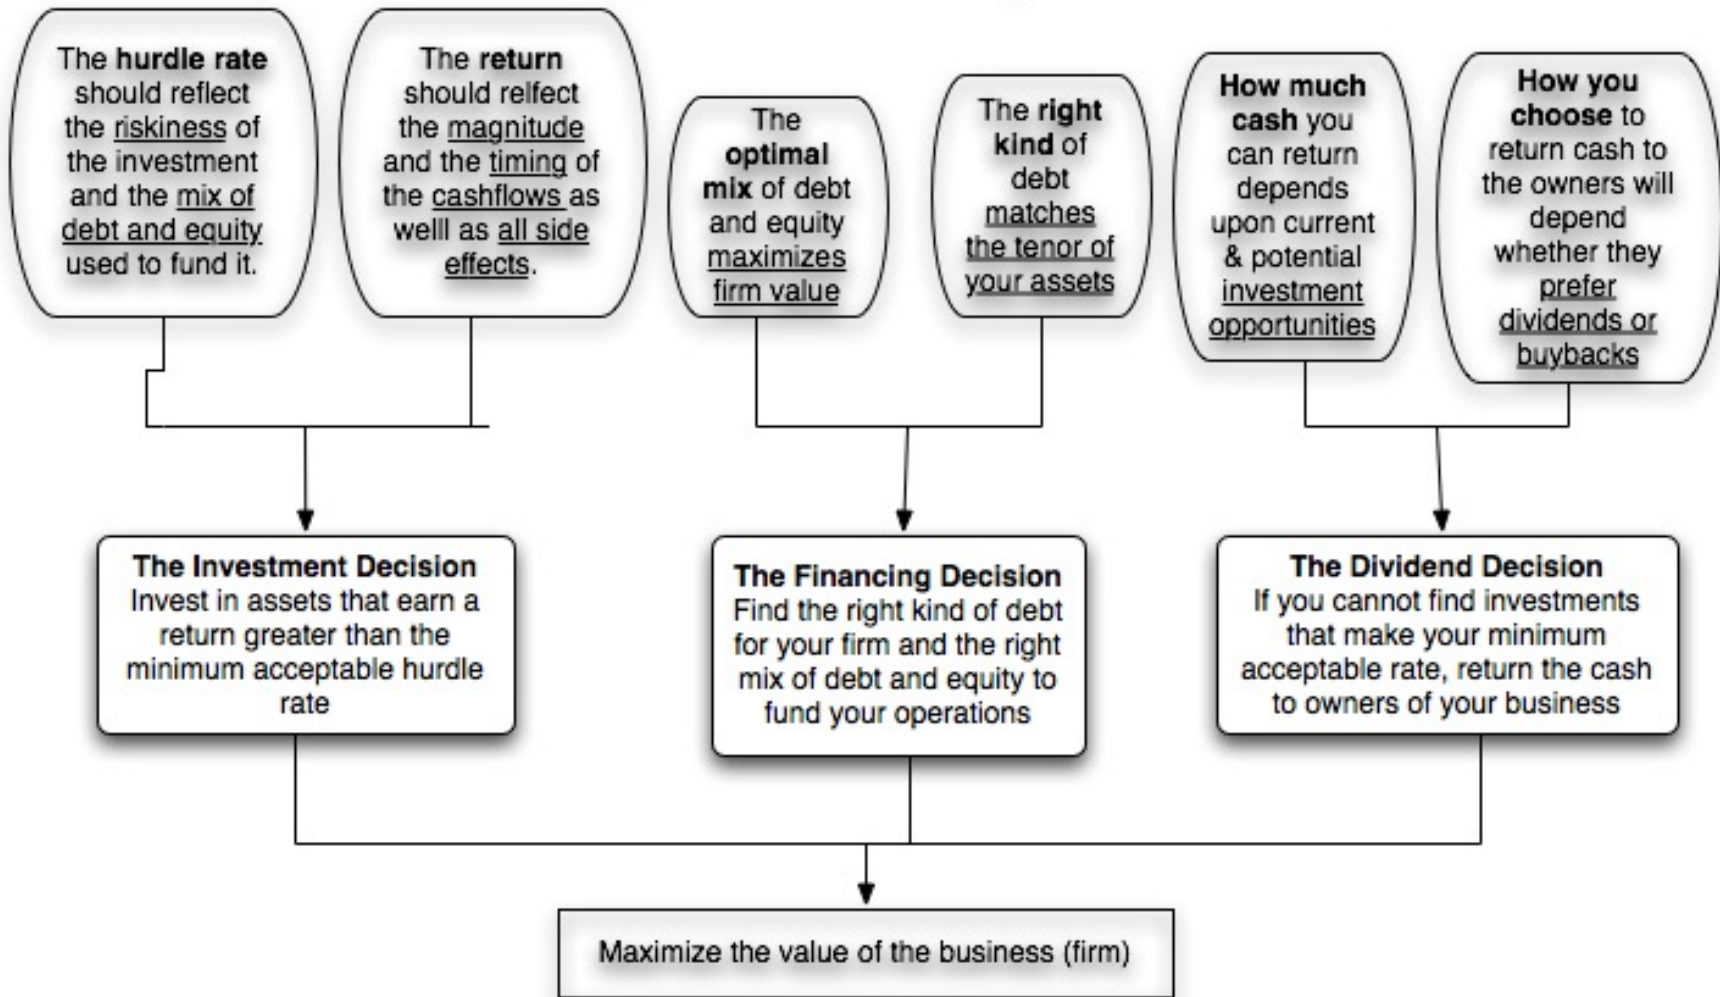 The hurdle rate
should reflect
the riskiness of
the investment
and the mix of
debt and equity
used to fund it.
The return
should relfect
the magnitude
and the timing of
the cashflows as
welll as all side
effects.
The
optimal
mix of debt
and equity
maximizes
firm value
The right
kind of
debt
matches
the tenor of
your assets
How much
cash you
can return
depends
upon current
& potential
investment
opportunities
How you
choose to
return cash to
the owners will
depend
whether they
prefer
dividends or
buybacks
The Investment Decision
Invest in assets that earn a
return greater than the
minimum acceptable hurdle
rate
The Financing Decision
Find the right kind of debt
for your firm and the right
mix of debt and equity to
fund your operations
The Dividend Decision
If you cannot find investments
that make your minimum
acceptable rate, return the cash
to owners of your business
Maximize the value of the business (firm)